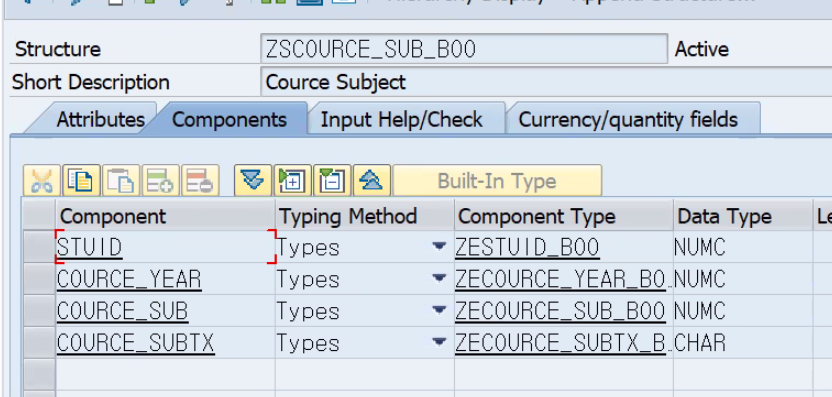 Structure ZSCOURCE_SUB_B00 Active
Short Description Cource Subject
Attributes Components Input Help/Check Currency/quantity fields
Built-In Type
Component Typing Method Component Type Data Type
STUID Types ZESTUID_B00 NUMC
COURCE_YEAR Types ZECOURCE_YEAR_B0 NUMC
COURCE_SUB Types ZECOURCE_SUB_B00 NUMC
COURCE_SUBTX Types ZECOURCE_SUBTX_B CHAR